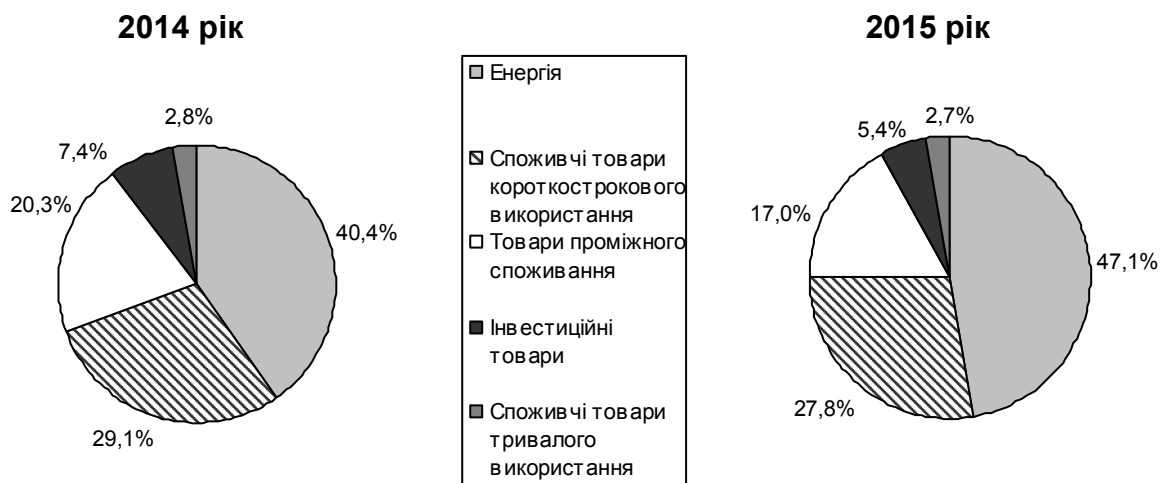 2014 рік
2,8%
7,4%
20,3%
40,4%
29,1%
Енергія
Споживчі товари
короткострокового
використання
Товари проміжного
споживання
Інвестиційні
товари
Споживчі товари
тривалого
використання
2015 рік
2,7%
5,4%
17,0%
47,1%
27,8%